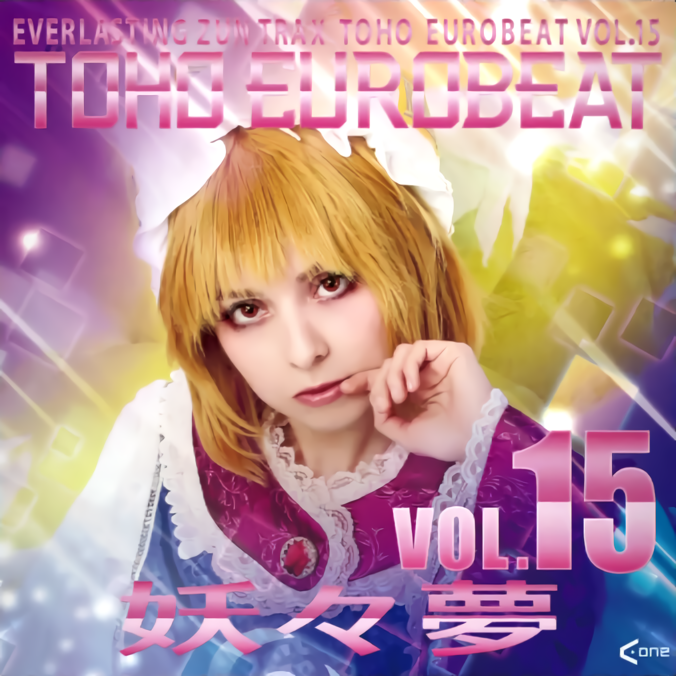 EVERLASTING ZUN TRAX TOHO EUROBEAT VOL.15
TOHO EUROBEAT
VOL.15
妖々夢
A-one